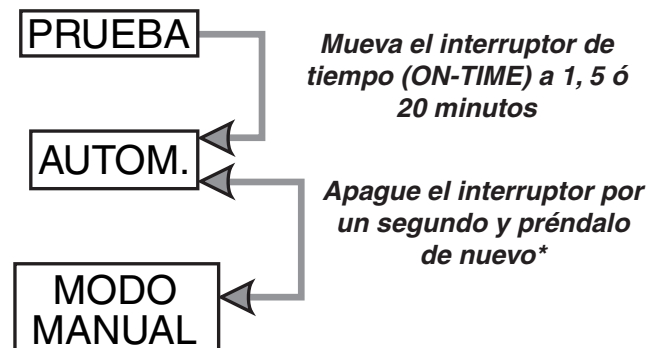 PRUEBA
Mueva el interruptor de
tiempo (ON-TIME) a 1, 5 ó
20 minutos
AUTOM.
Apague el interruptor por
un segundo y préndalo
de nuevo*
MODO
MANUAL